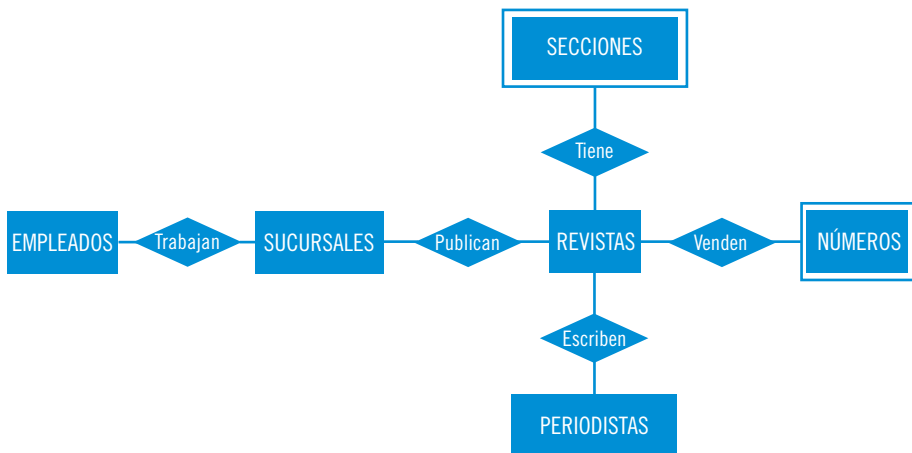 SECCIONES
Tiene
EMPLEADOS
Trabajan
SUCURSALES
Publican
REVISTAS
Venden
NÚMEROS
Escriben
PERIODISTAS